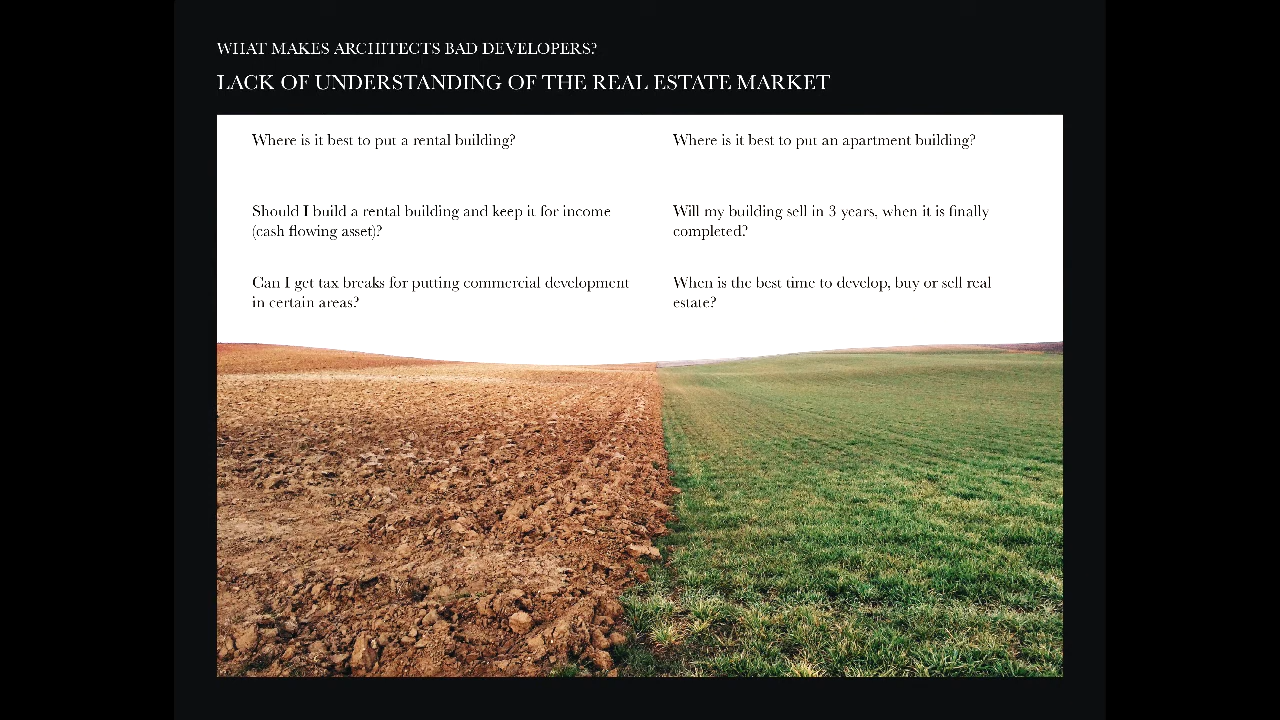 WHAT MAKES ARCHITECTS BAD DEVELOPERS?
LACK OF UNDERSTANDING OF THE REAL ESTATE MARKET
Where is it best to put a rental building?
Where is it best to put an apartment building?
Should I build a rental building and keep it for income
(cash flowing asset)?
Will my building sell in 3 years, when it is finally
completed?
Can I get tax breaks for putting commercial development
in certain areas?
When is the best time to develop, buy or sell real
estate?